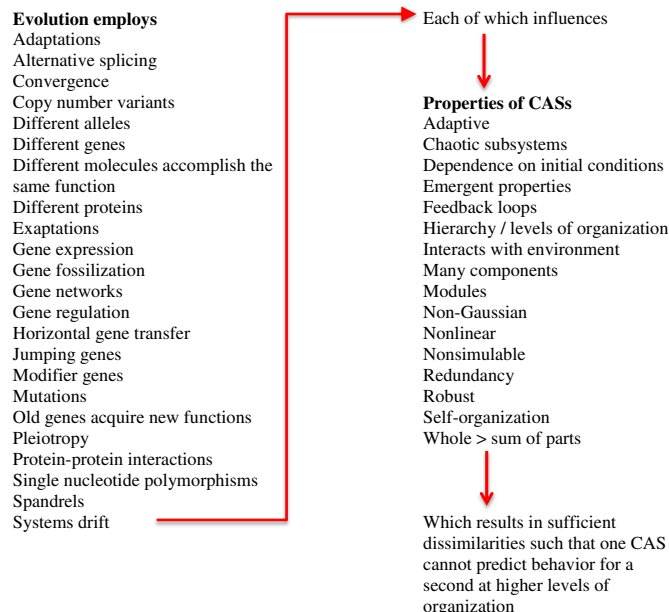 Evolution employs
Adaptations
Alternative splicing
Convergence
Copy number variants
Different alleles
Different genes
Different molecules accomplish the
same function
Different proteins
Exaptations
Gene expression
Gene fossilization
Gene networks
Gene regulation
Horizontal gene transfer
Jumping genes
Modifier genes
Mutations
Old genes acquire new functions
Pleiotropy
Protein-protein interactions
Single nucleotide polymorphisms
Spandrels
Systems drift
Each of which influences
Properties of CASs
Adaptive
Chaotic subsystems
Dependence on initial conditions
Emergent properties
Feedback loops
Hierarchy / levels of organization
Interacts with environment
Many components
Modules
Non-Gaussian
Nonlinear
Nonsimulable
Redundancy
Robust
Self-organization
Whole > sum of parts
Which results in sufficient
dissimilarities such that one CAS
cannot predict behavior for a
second at higher levels of
organization